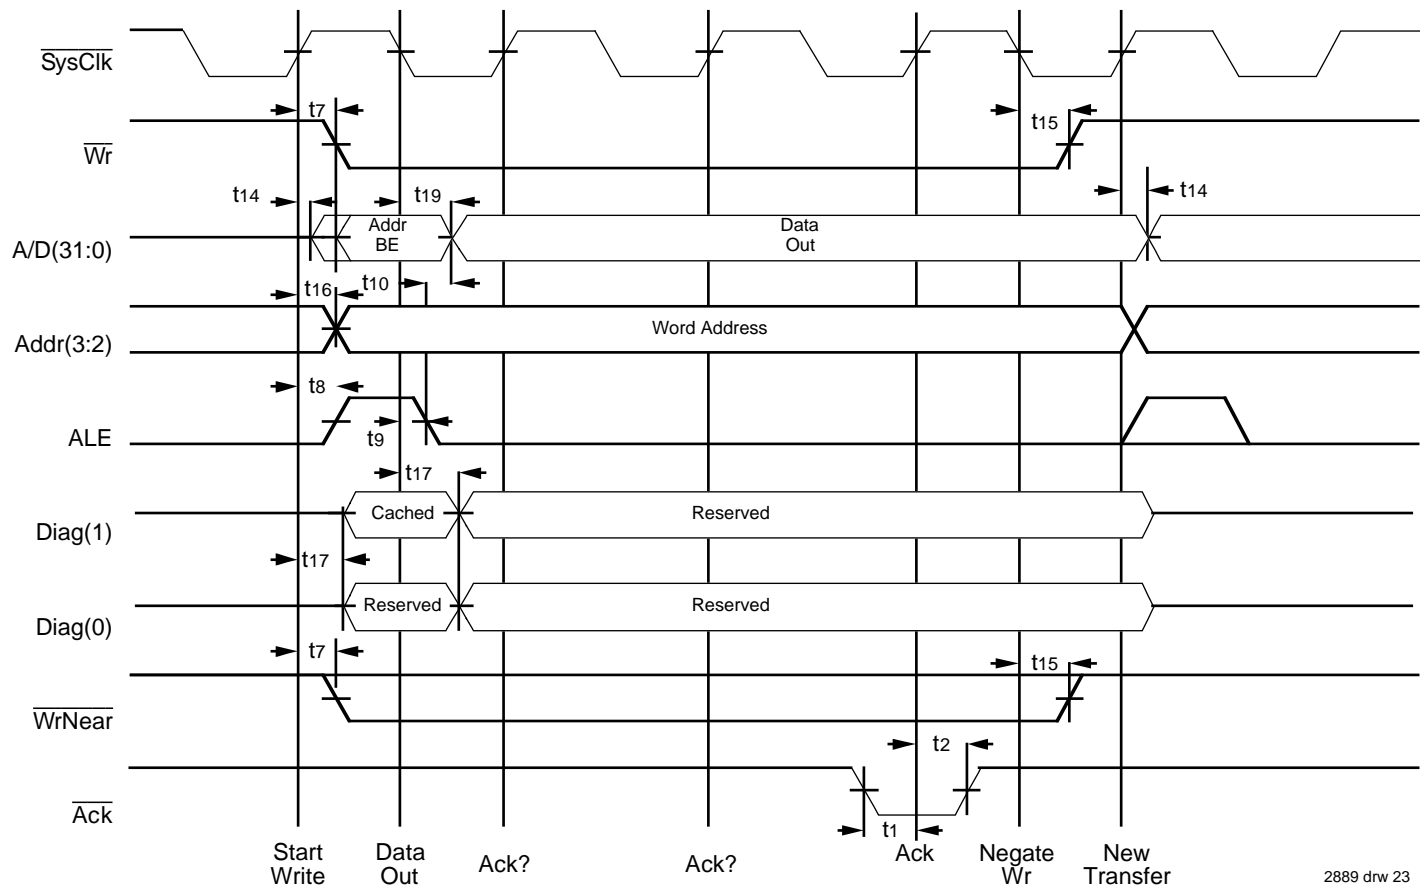 SysClk
t7
t15
Wr
t14
t19
t14
Addr
BE
Data
Out
A/D(31:0)
t16
t10
Word Address
Addr(3:2)
t8
t9
ALE
t17
Cached
Reserved
Diag(1)
t17
Reserved
Reserved
Diag(0)
t7
t15
WrNear
t2
Ack
t1
Start
Write
Data
Out
Ack?
Ack?
Ack
Negate
Wr
New
Transfer
2889 drw 23